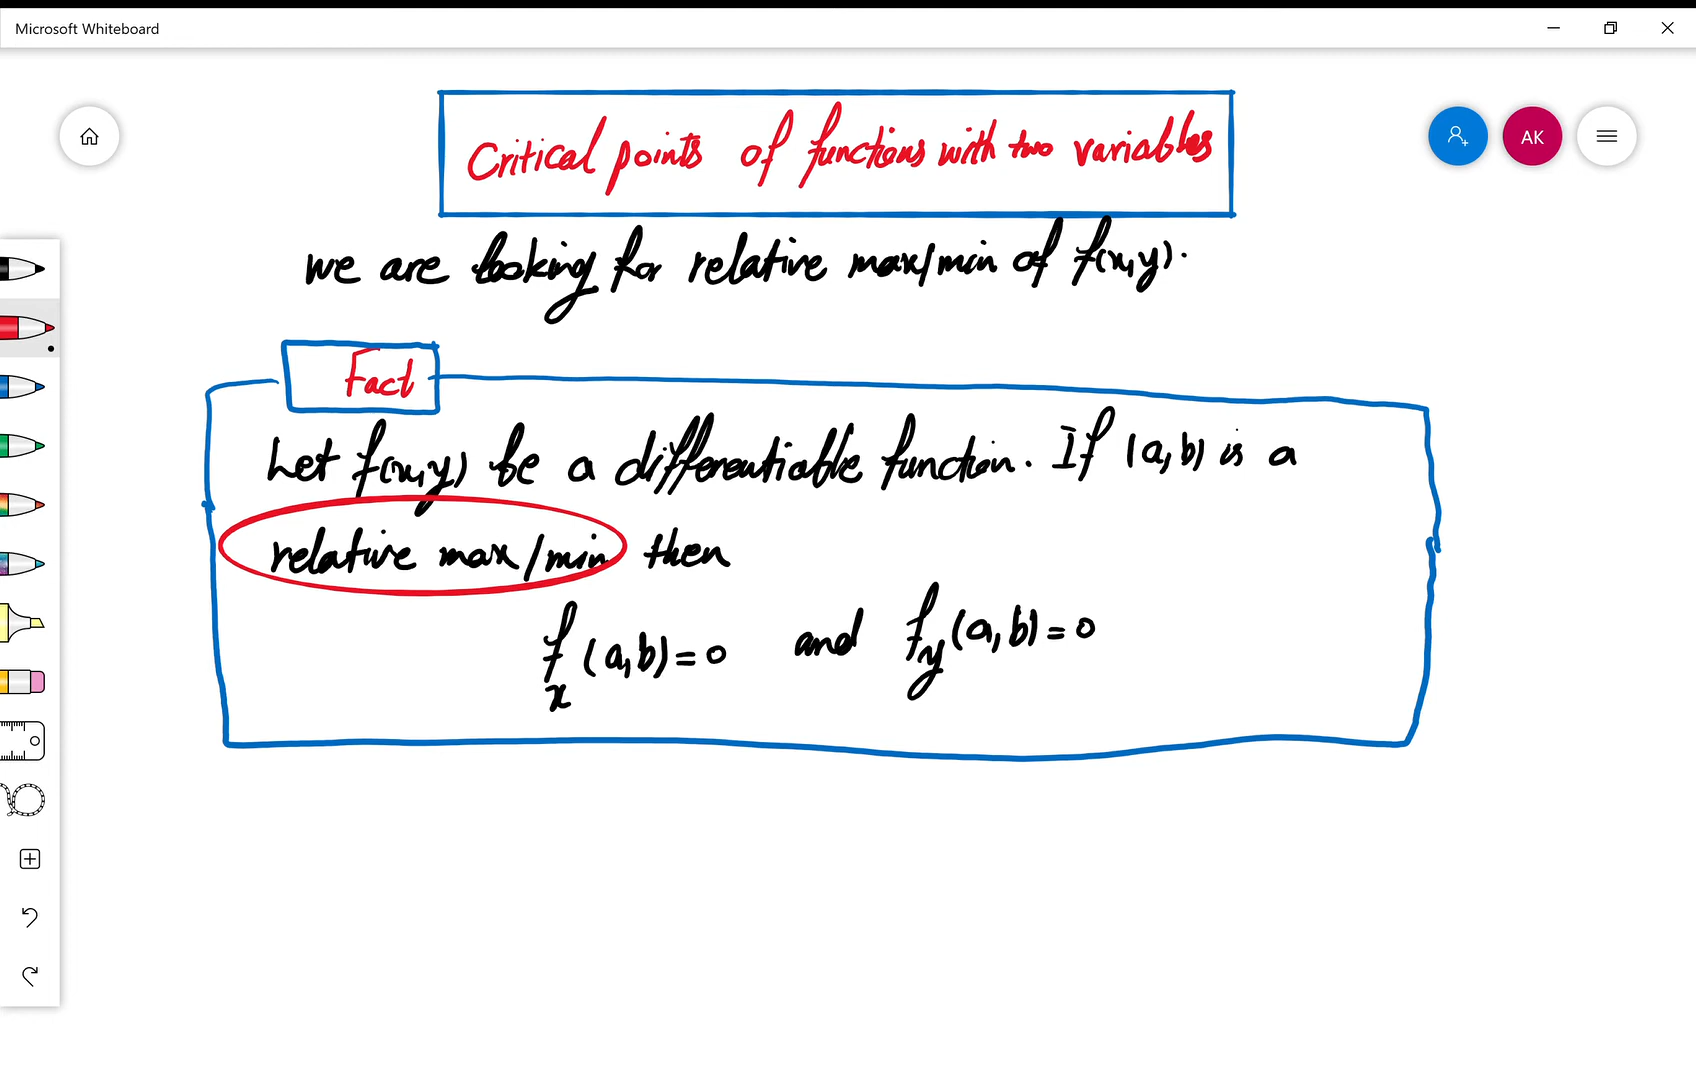 Microsoft Whiteboard
AK
Critical points of functions with two variables
we are looking for relative max/min of f(x,y).
Fact
Let f(x,y) be a differentiable function. If (a,b) is a
relative max/min then
f_x(a,b)=0 and f_y(a,b)=0